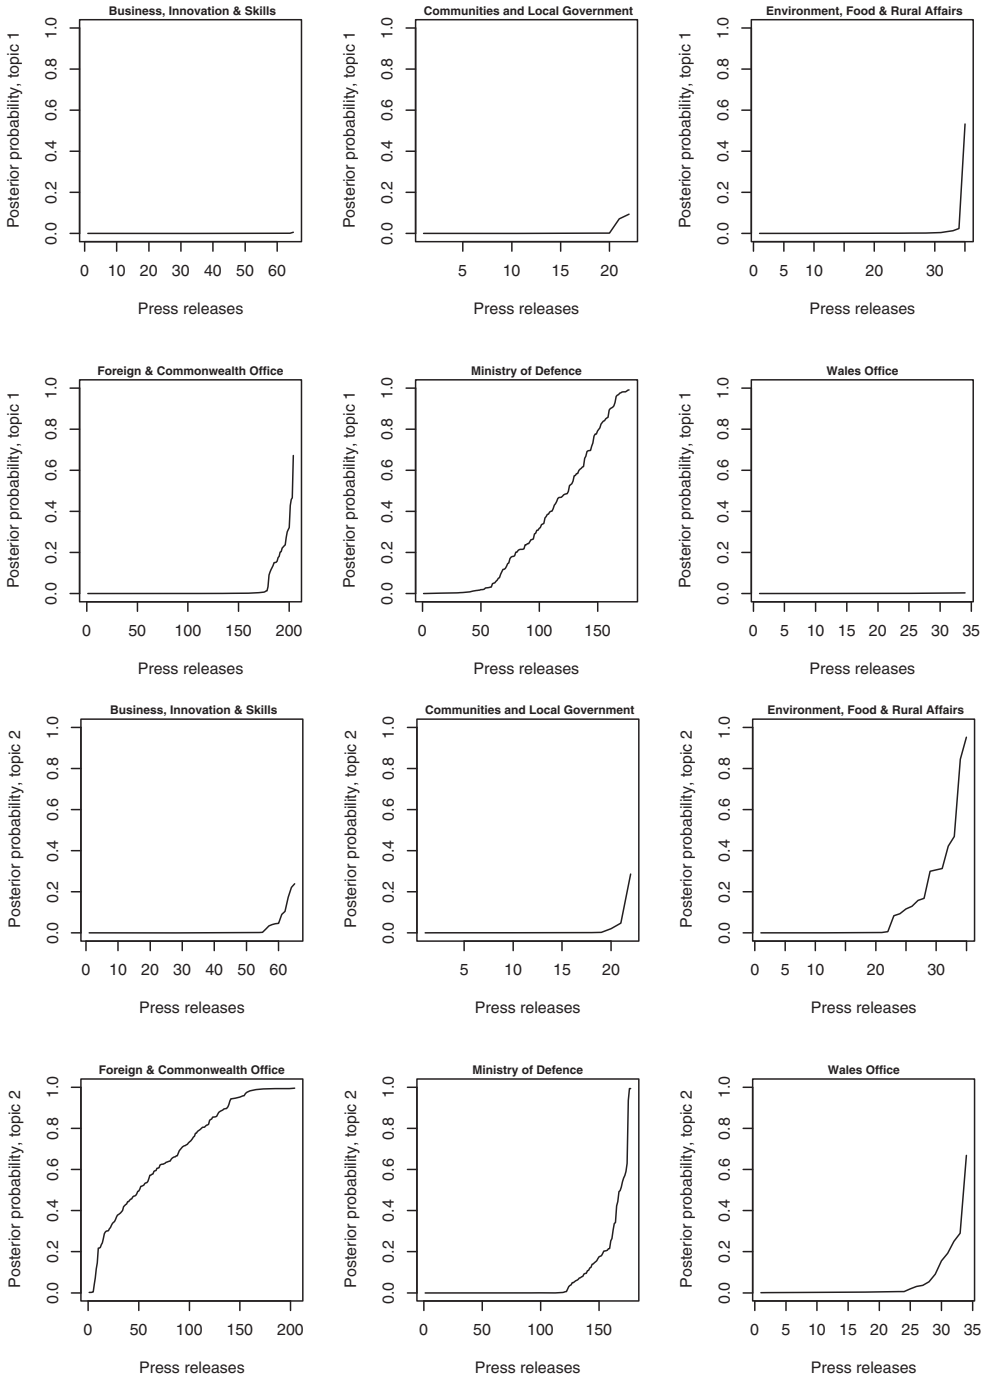 Business, Innovation & Skills
Posterior probability, topic 1
0.0 0.2 0.4 0.6 0.8 1.0
0 10 20 30 40 50 60
Press releases
Communities and Local Government
Posterior probability, topic 1
0.0 0.2 0.4 0.6 0.8 1.0
5 10 15 20
Press releases
Environment, Food & Rural Affairs
Posterior probability, topic 1
0.0 0.2 0.4 0.6 0.8 1.0
0 5 10 20 30
Press releases
Foreign & Commonwealth Office
Posterior probability, topic 1
0.0 0.2 0.4 0.6 0.8 1.0
0 50 100 150 200
Press releases
Ministry of Defence
Posterior probability, topic 1
0.0 0.2 0.4 0.6 0.8 1.0
0 50 100 150
Press releases
Wales Office
Posterior probability, topic 1
0.0 0.2 0.4 0.6 0.8 1.0
0 5 10 15 20 25 30 35
Press releases
Business, Innovation & Skills
Posterior probability, topic 2
0.0 0.2 0.4 0.6 0.8 1.0
0 10 20 30 40 50 60
Press releases
Communities and Local Government
Posterior probability, topic 2
0.0 0.2 0.4 0.6 0.8 1.0
5 10 15 20
Press releases
Environment, Food & Rural Affairs
Posterior probability, topic 2
0.0 0.2 0.4 0.6 0.8 1.0
0 5 10 20 30
Press releases
Foreign & Commonwealth Office
Posterior probability, topic 2
0.0 0.2 0.4 0.6 0.8 1.0
0 50 100 150 200
Press releases
Ministry of Defence
Posterior probability, topic 2
0.0 0.2 0.4 0.6 0.8 1.0
0 50 100 150
Press releases
Wales Office
Posterior probability, topic 2
0.0 0.2 0.4 0.6 0.8 1.0
0 5 10 15 20 25 30 35
Press releases